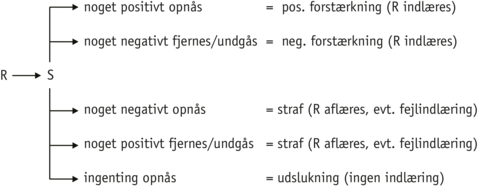 noget positivt opnås = pos. forstærkning (R indlæres)
noget negativt fjernes/undgås = neg. forstærkning (R indlæres)
R S
noget negativt opnås = straf (R aflæres, evt. fejlindlæring)
noget positivt fjernes/undgås = straf (R aflæres, evt. fejlindlæring)
ingenting opnås = udslukning (ingen indlæring)